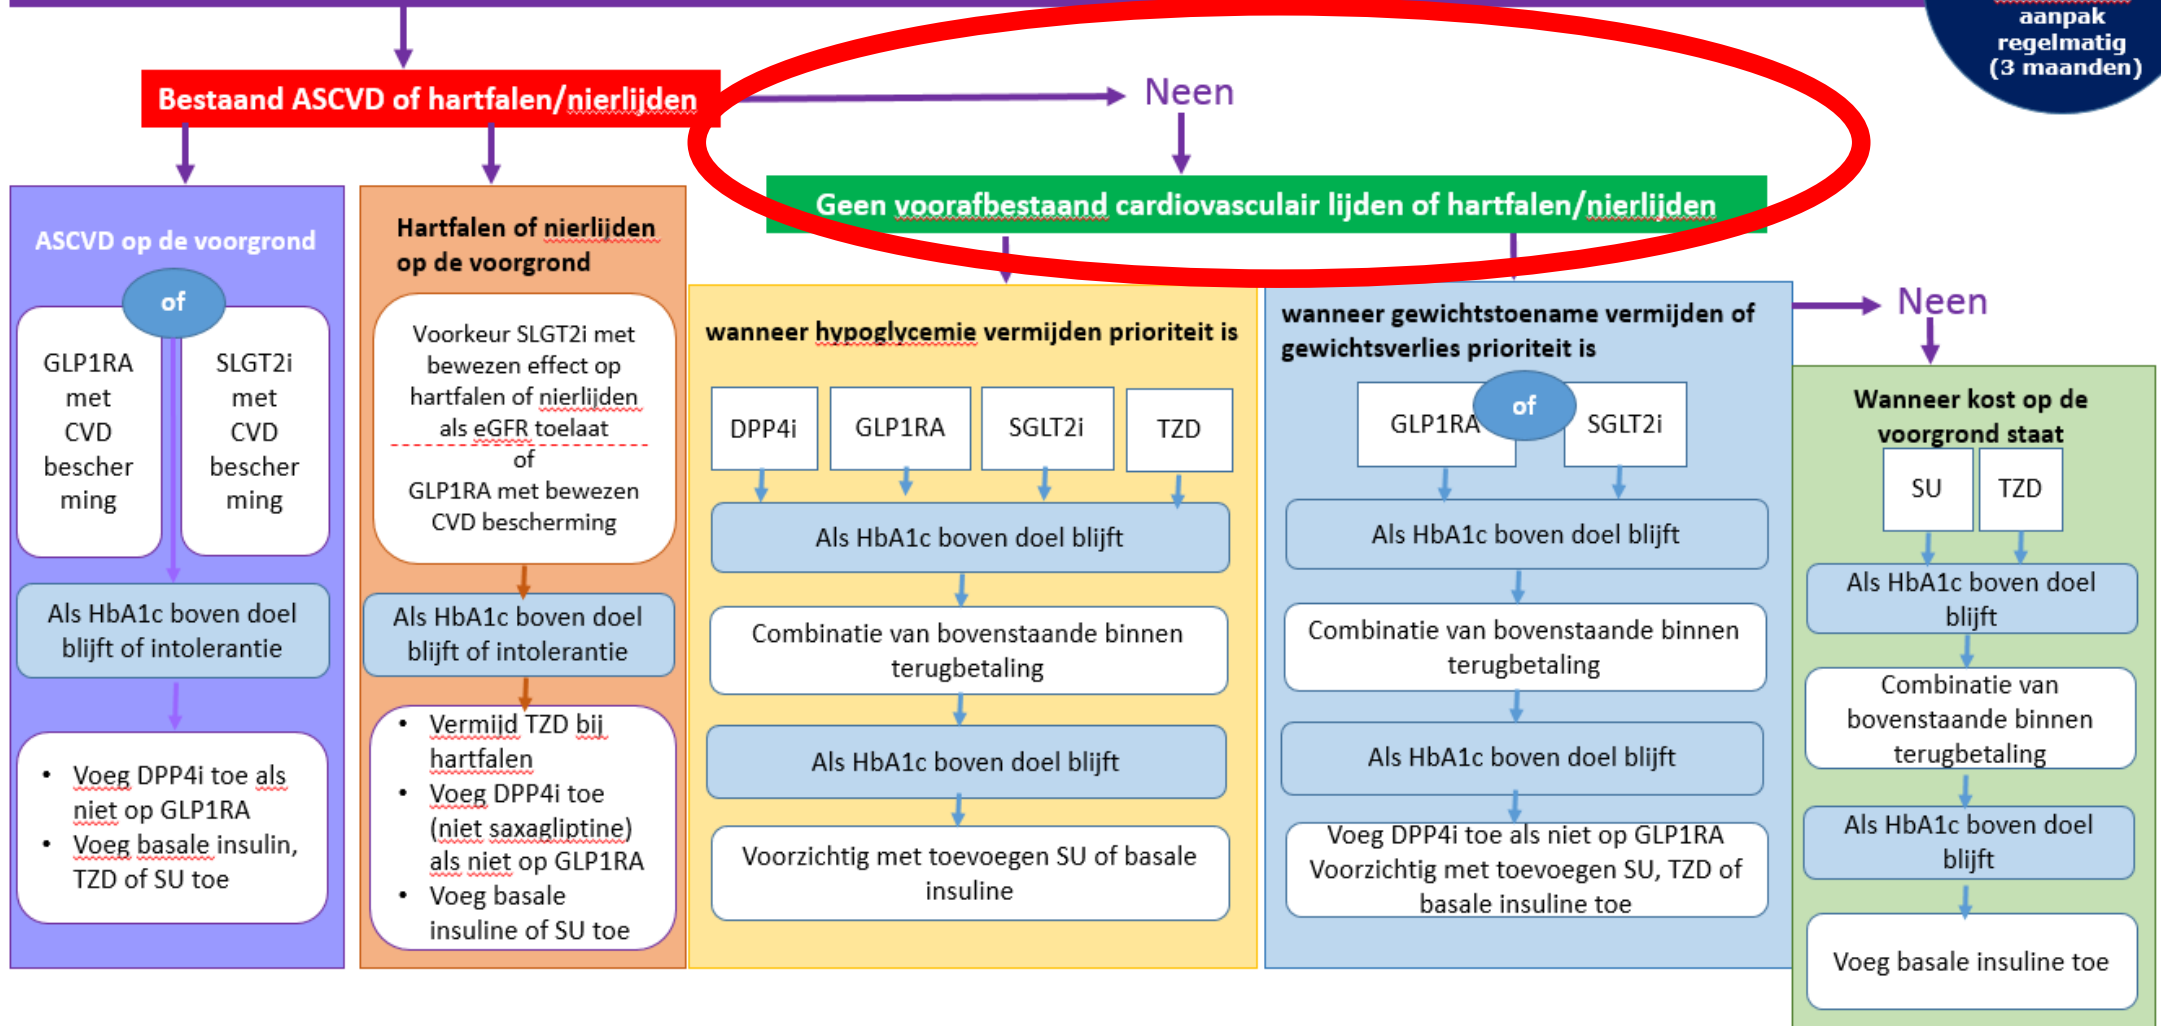 aanpak
regelmatig
(3 maanden)
Bestaand ASCVD of hartfalen/nierlijden
Neen
Geen voorafbestaand cardiovasculair lijden of hartfalen/nierlijden
ASCVD op de voorgrond
of
GLP1RA
met
CVD
bescher
ming
SLGT2i
met
CVD
bescher
ming
Als HbA1c boven doel
blijft of intolerantie
• Voeg DPP4i toe als
niet op GLP1RA
• Voeg basale insulin,
TZD of SU toe
Hartfalen of nierlijden
op de voorgrond
Voorkeur SLGT2i met
bewezen effect op
hartfalen of nierlijden
als eGFR toelaat
of
GLP1RA met bewezen
CVD bescherming
Als HbA1c boven doel
blijft of intolerantie
• Vermijd TZD bij
hartfalen
• Voeg DPP4i toe
(niet saxagliptine)
als niet op GLP1RA
• Voeg basale
insuline of SU toe
wanneer hypoglycemie vermijden prioriteit is
DPP4i
GLP1RA
SGLT2i
TZD
Als HbA1c boven doel blijft
Combinatie van bovenstaande binnen
terugbetaling
Als HbA1c boven doel blijft
Voorzichtig met toevoegen SU of basale
insuline
wanneer gewichtstoename vermijden of
gewichtsverlies prioriteit is
GLP1RA
of
SGLT2i
Als HbA1c boven doel blijft
Combinatie van bovenstaande binnen
terugbetaling
Als HbA1c boven doel blijft
Voeg DPP4i toe als niet op GLP1RA
Voorzichtig met toevoegen SU, TZD of
basale insuline toe
Neen
Wanneer kost op de
voorgrond staat
SU
TZD
Als HbA1c boven doel
blijft
Combinatie van
bovenstaande binnen
terugbetaling
Als HbA1c boven doel
blijft
Voeg basale insuline toe